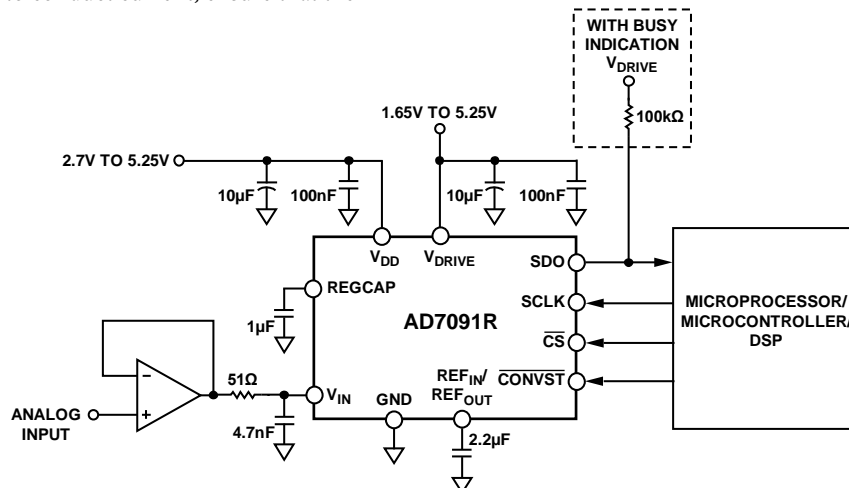 WITH BUSY
INDICATION
VDRIVE
100kΩ
1.65V TO 5.25V
2.7V TO 5.25V
10µF
100nF
10µF
100nF
VDD
VDRIVE
SDO
REGCAP
SCLK
MICROPROCESSOR/
MICROCONTROLLER/
DSP
AD7091R
1µF
CS
51Ω
VIN
GND
REFIN/
REFOUT
CONVST
ANALOG
INPUT
4.7nF
2.2µF